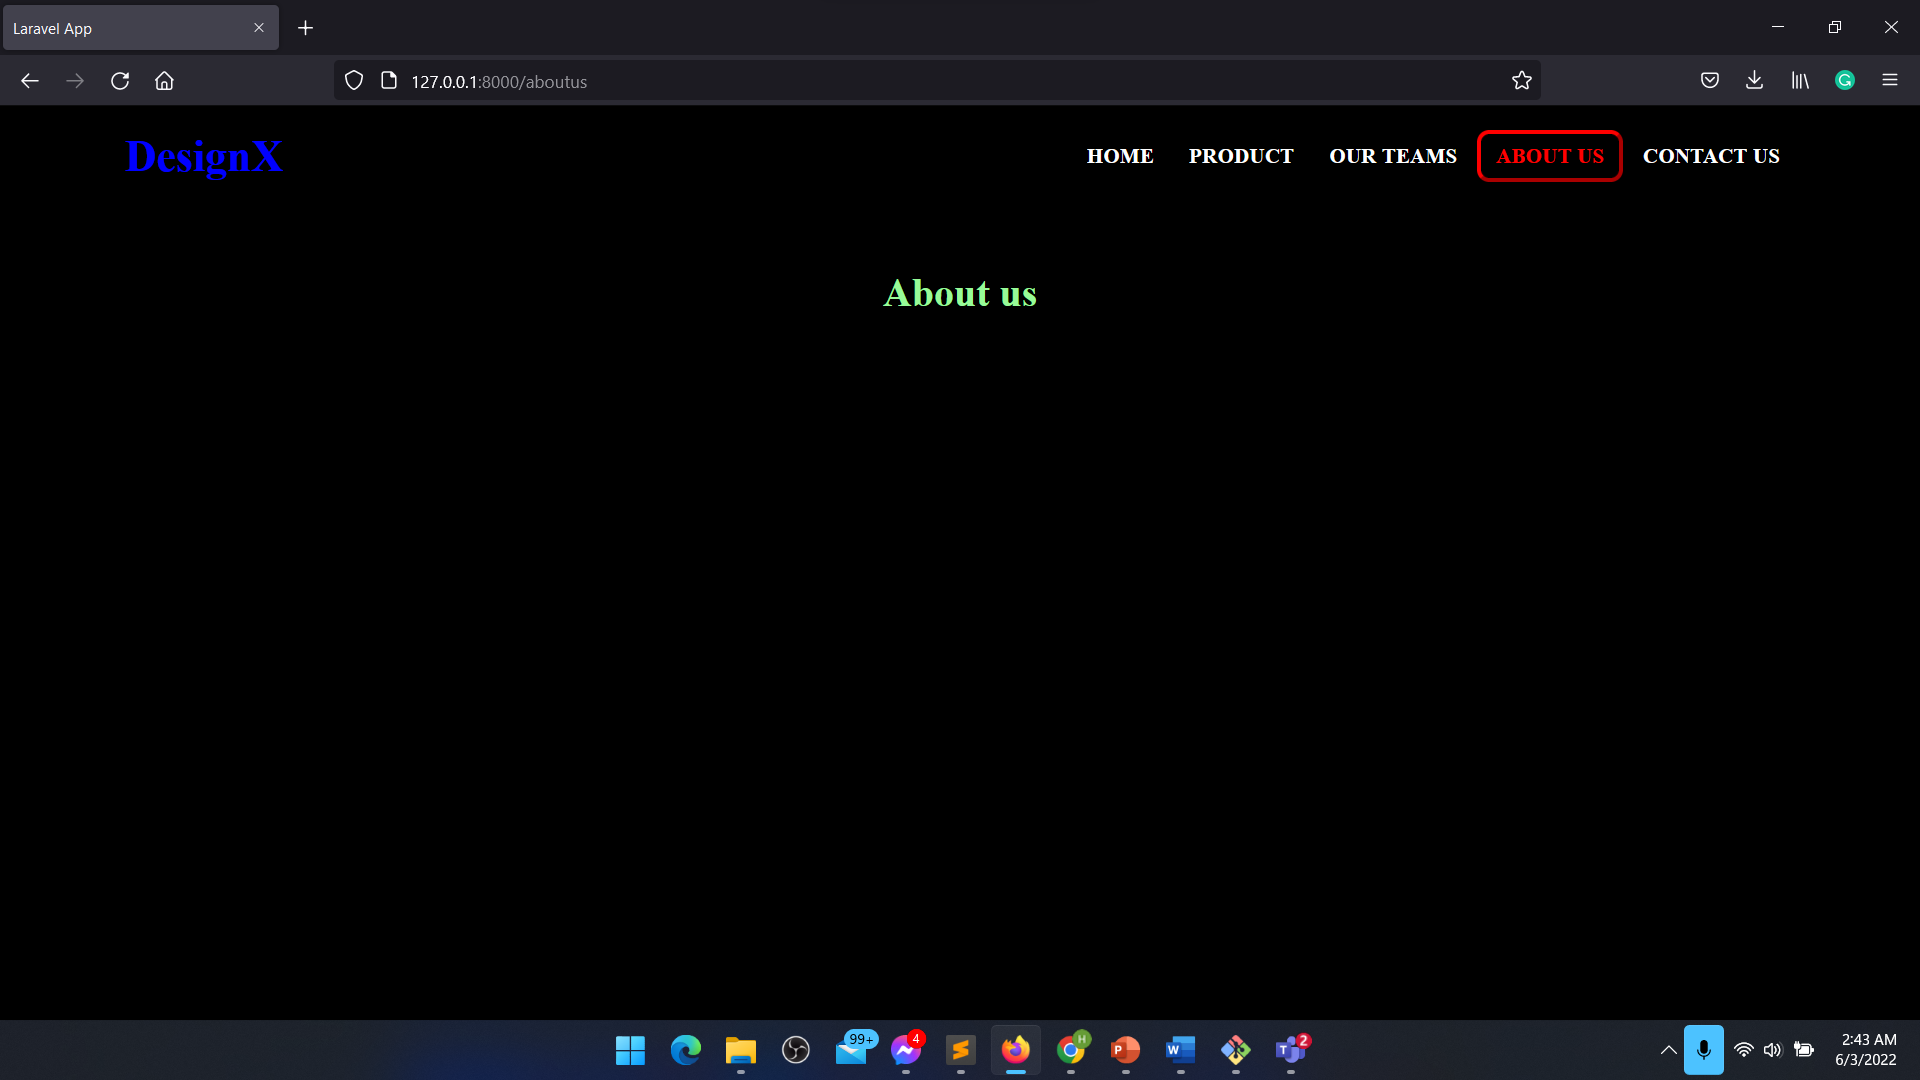 Laravel App
127.0.0.1:8000/aboutus
DesignX
HOME PRODUCT OUR TEAMS ABOUT US CONTACT US
About us
99+ 4 H P W T 2
2:43 AM
6/3/2022